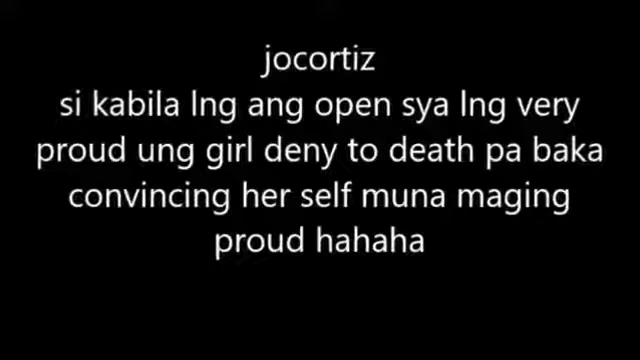 jocortiz
si kabila lng ang open sya lng very
proud ung girl deny to death pa baka
convincing her self muna maging
proud hahaha